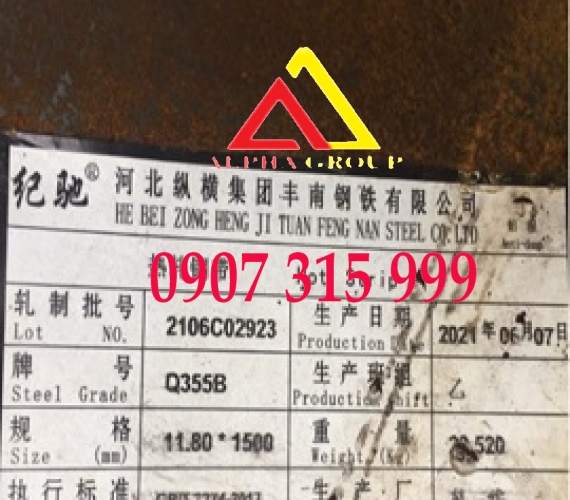 ALPHA GROUP
纪驰® 河北纵横集团丰南钢铁有限公司
HE BEI ZONG HENG JI TUAN FENG NAN STEEL CO.LTD
0907 315 999
轧制批号 2106C02923 生产日期 2021年06月07日
Lot NO. Production Date
牌号 Q355B 生产班组 乙
Steel Grade Production Shift
规格 11.80*1500 重量
Size (mm) Weight (Kg)
执行标准